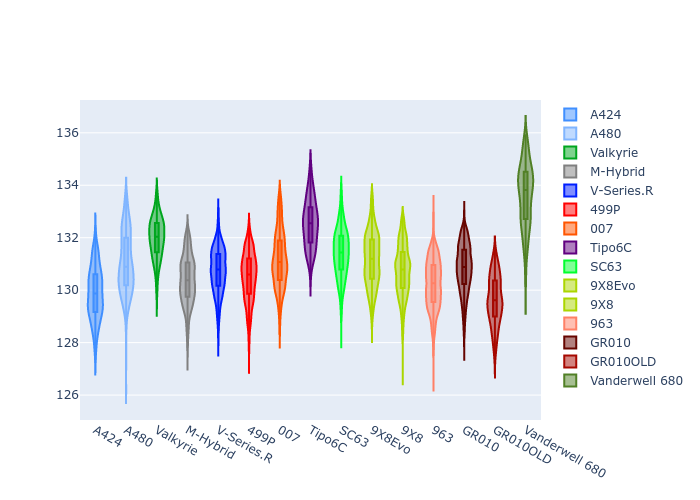 136
134
132
130
128
126
A424
A480
Valkyrie
M-Hybrid
V-Series.R
499P
007
Tipo6C
SC63
9X8Evo
9X8
963
GR010
GR010OLD
Vanderwell 680
A424
A480
Valkyrie
M-Hybrid
V-Series.R
499P
007
Tipo6C
SC63
9X8Evo
9X8
963
GR010
GR010OLD
Vanderwell 680